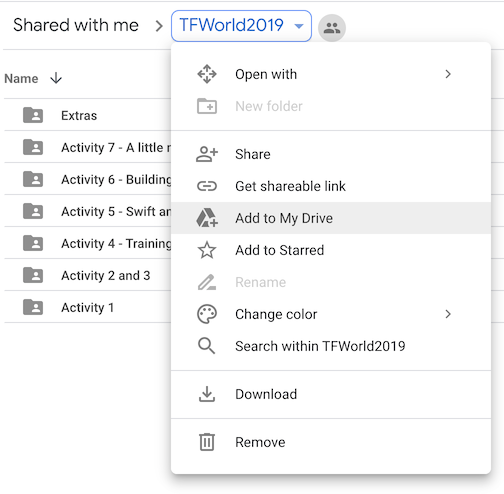 Shared with me > TFWorld2019
Name
Extras
Activity 7 - A little
Activity 6 - Building
Activity 5 - Swift an
Activity 4 - Training
Activity 2 and 3
Activity 1
Open with
New folder
Share
Get shareable link
Add to My Drive
Add to Starred
Rename
Change color
Search within TFWorld2019
Download
Remove